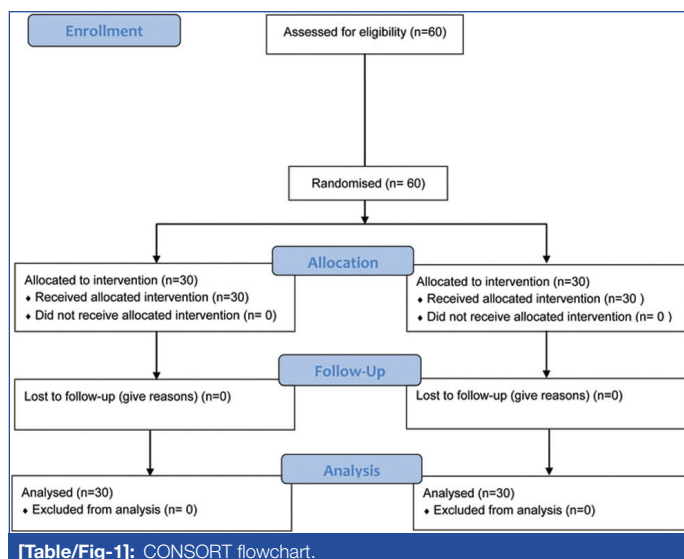 Enrollment
Assessed for eligibility (n=60)
Randomised (n= 60)
Allocation
Allocated to intervention (n=30)
♦ Received allocated intervention (n=30)
♦ Did not receive allocated intervention (n= 0)
Allocated to intervention (n=30)
♦ Received allocated intervention (n=30 )
♦ Did not receive allocated intervention (n= 0 )
Follow-Up
Lost to follow-up (give reasons) (n=0)
Lost to follow-up (give reasons) (n=0)
Analysis
Analysed (n=30)
♦ Excluded from analysis (n= 0)
Analysed (n=30)
♦ Excluded from analysis (n=0)
[Table/Fig-1]: CONSORT flowchart.